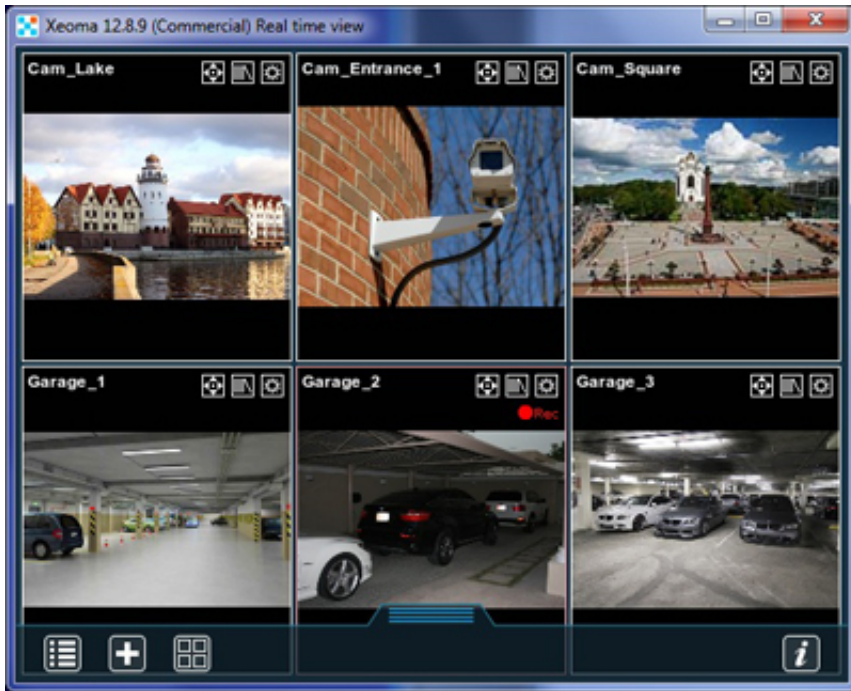 Xeoma 12.8.9 (Commercial) Real time view
Cam_Lake
Cam_Entrance_1
Cam_Square
Garage_1
Garage_2
Garage_3
Rec